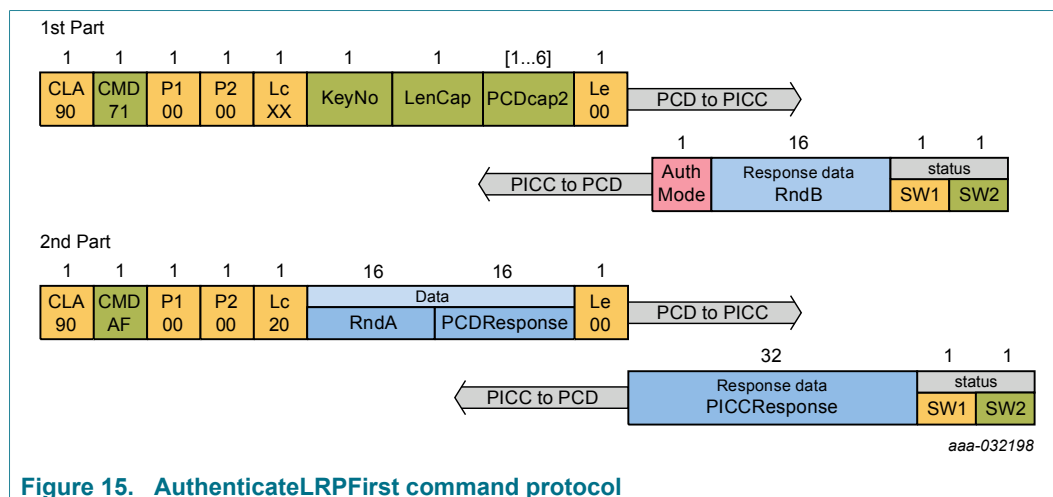 1st Part
1 1 1 1 1 1 1 [1...6] 1
CLA CMD P1 P2 Lc KeyNo LenCap PCDcap2 Le
90 71 00 00 XX 00
PCD to PICC
1 16 1 1
PICC to PCD
Auth Mode Response data RndB status SW1 SW2
2nd Part
1 1 1 1 1 16 16 1
CLA CMD P1 P2 Lc Data Le
90 AF 00 00 20 RndA PCDResponse 00
PCD to PICC
32 1 1
PICC to PCD
Response data PICCResponse status SW1 SW2
aaa-032198
Figure 15. AuthenticateLRPFirst command protocol